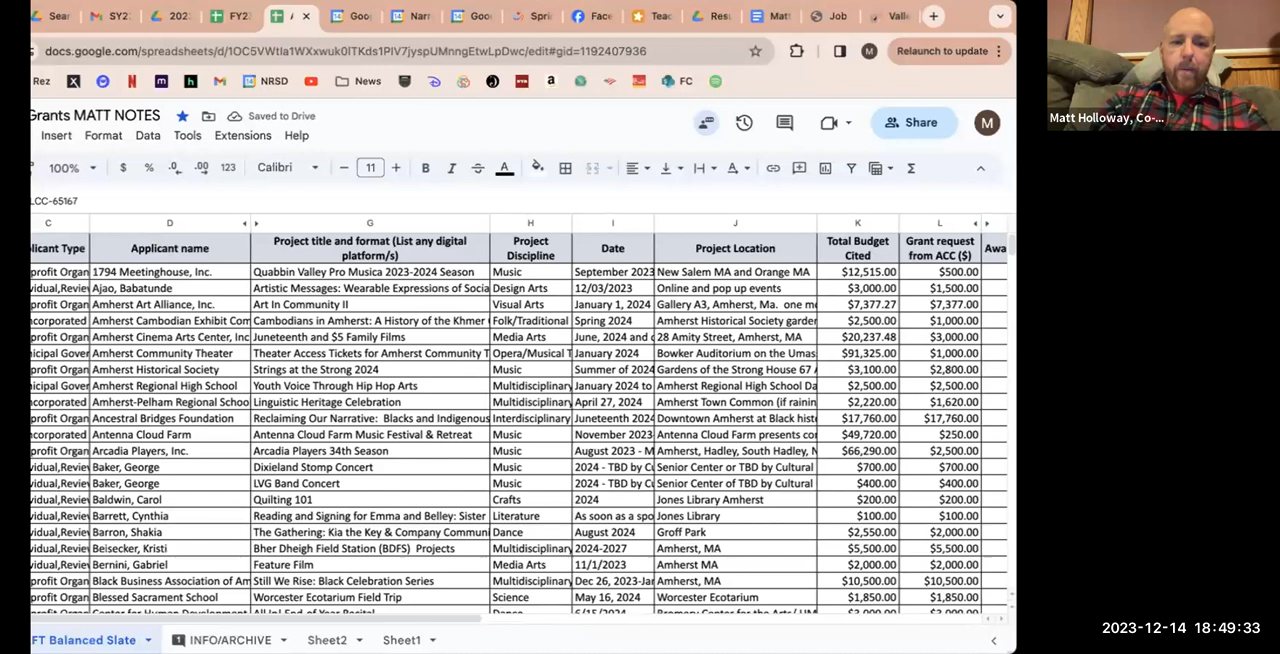 Sear SY2 202 FY2 Goo Narr Goo Spri Face Teac Resu Matt Job Valle
docs.google.com/spreadsheets/d/1OC5VWtIa1WXxwuk0ITKds1PIV7jyspUMnngEtwLpDwc/edit#gid=1192407936 Relaunch to update
Rez NRSD News FC
Grants MATT NOTES Saved to Drive
Insert Format Data Tools Extensions Help Share M
100% $ % .0 .00 123 Calibri 11 B I A
LCC-65167
C D G H I J K L
licant Type Applicant name Project title and format (List any digital platform/s) Project Discipline Date Project Location Total Budget Cited Grant request from ACC ($) Awa
profit Organ 1794 Meetinghouse, Inc. Quabbin Valley Pro Musica 2023-2024 Season Music September 2023 New Salem MA and Orange MA $12,515.00 $500.00
vidual,Reviev Ajao, Babatunde Artistic Messages: Wearable Expressions of Socia Design Arts 12/03/2023 Online and pop up events $3,000.00 $1,500.00
profit Organ Amherst Art Alliance, Inc. Art In Community II Visual Arts January 1, 2024 Gallery A3, Amherst, Ma. one mo $7,377.27 $7,377.00
ncorporated Amherst Cambodian Exhibit Com Cambodians in Amherst: A History of the Khmer Folk/Traditional Spring 2024 Amherst Historical Society garder $2,500.00 $1,000.00
profit Organ Amherst Cinema Arts Center, Inc Juneteenth and $5 Family Films Media Arts June, 2024 and 28 Amity Street, Amherst, MA $20,237.48 $3,000.00
nicipal Gover Amherst Community Theater Theater Access Tickets for Amherst Community T Opera/Musical T January 2024 Bowker Auditorium on the Umas $91,325.00 $1,000.00
profit Organ Amherst Historical Society Strings at the Strong 2024 Music Summer of 2024 Gardens of the Strong House 67 $3,100.00 $2,800.00
nicipal Gover Amherst Regional High School Youth Voice Through Hip Hop Arts Multidisciplinary January 2024 to Amherst Regional High School Da $2,500.00 $2,500.00
ncorporated Amherst-Pelham Regional Schoo Linguistic Heritage Celebration Multidisciplinary April 27, 2024 Amherst Town Common (if rainin $2,220.00 $1,620.00
profit Organ Ancestral Bridges Foundation Reclaiming Our Narrative: Blacks and Indigenous Interdisciplinary Juneteenth 2024 Downtown Amherst at Black hist $17,760.00 $17,760.00
ncorporated Antenna Cloud Farm Antenna Cloud Farm Music Festival & Retreat Music November 2023 Antenna Cloud Farm presents co $49,720.00 $250.00
profit Organ Arcadia Players, Inc. Arcadia Players 34th Season Music August 2023 - M Amherst, Hadley, South Hadley, N $66,290.00 $2,500.00
vidual,Reviev Baker, George Dixieland Stomp Concert Music 2024 - TBD by Cu Senior Center or TBD by Cultural $700.00 $700.00
vidual,Reviev Baker, George LVG Band Concert Music 2024 - TBD by Cu Senior Center of TBD by Cultural $400.00 $400.00
vidual,Reviev Baldwin, Carol Quilting 101 Crafts 2024 Jones Library Amherst $200.00 $200.00
vidual,Reviev Barrett, Cynthia Reading and Signing for Emma and Belley: Sister Literature As soon as a spo Jones Library $100.00 $100.00
vidual,Reviev Barron, Shakia The Gathering: Kia the Key & Company Commun Dance August 2024 Groff Park $2,550.00 $2,000.00
vidual,Reviev Beisecker, Kristi Bher Dheigh Field Station (BDFS) Projects Multidisciplinary 2024-2027 Amherst, MA $5,500.00 $5,500.00
vidual,Reviev Bernini, Gabriel Feature Film Media Arts 11/1/2023 Amherst MA $2,000.00 $2,000.00
profit Organ Black Business Association of Am Still We Rise: Black Celebration Series Multidisciplinary Dec 26, 2023-Jan Amherst, MA $10,500.00 $10,500.00
profit Organ Blessed Sacrament School Worcester Ecotarium Field Trip Science May 16, 2024 Worcester Ecotarium $1,850.00 $1,850.00
FT Balanced Slate 1 INFO/ARCHIVE Sheet2 Sheet1
Matt Holloway, Co-...
2023-12-14 18:49:33